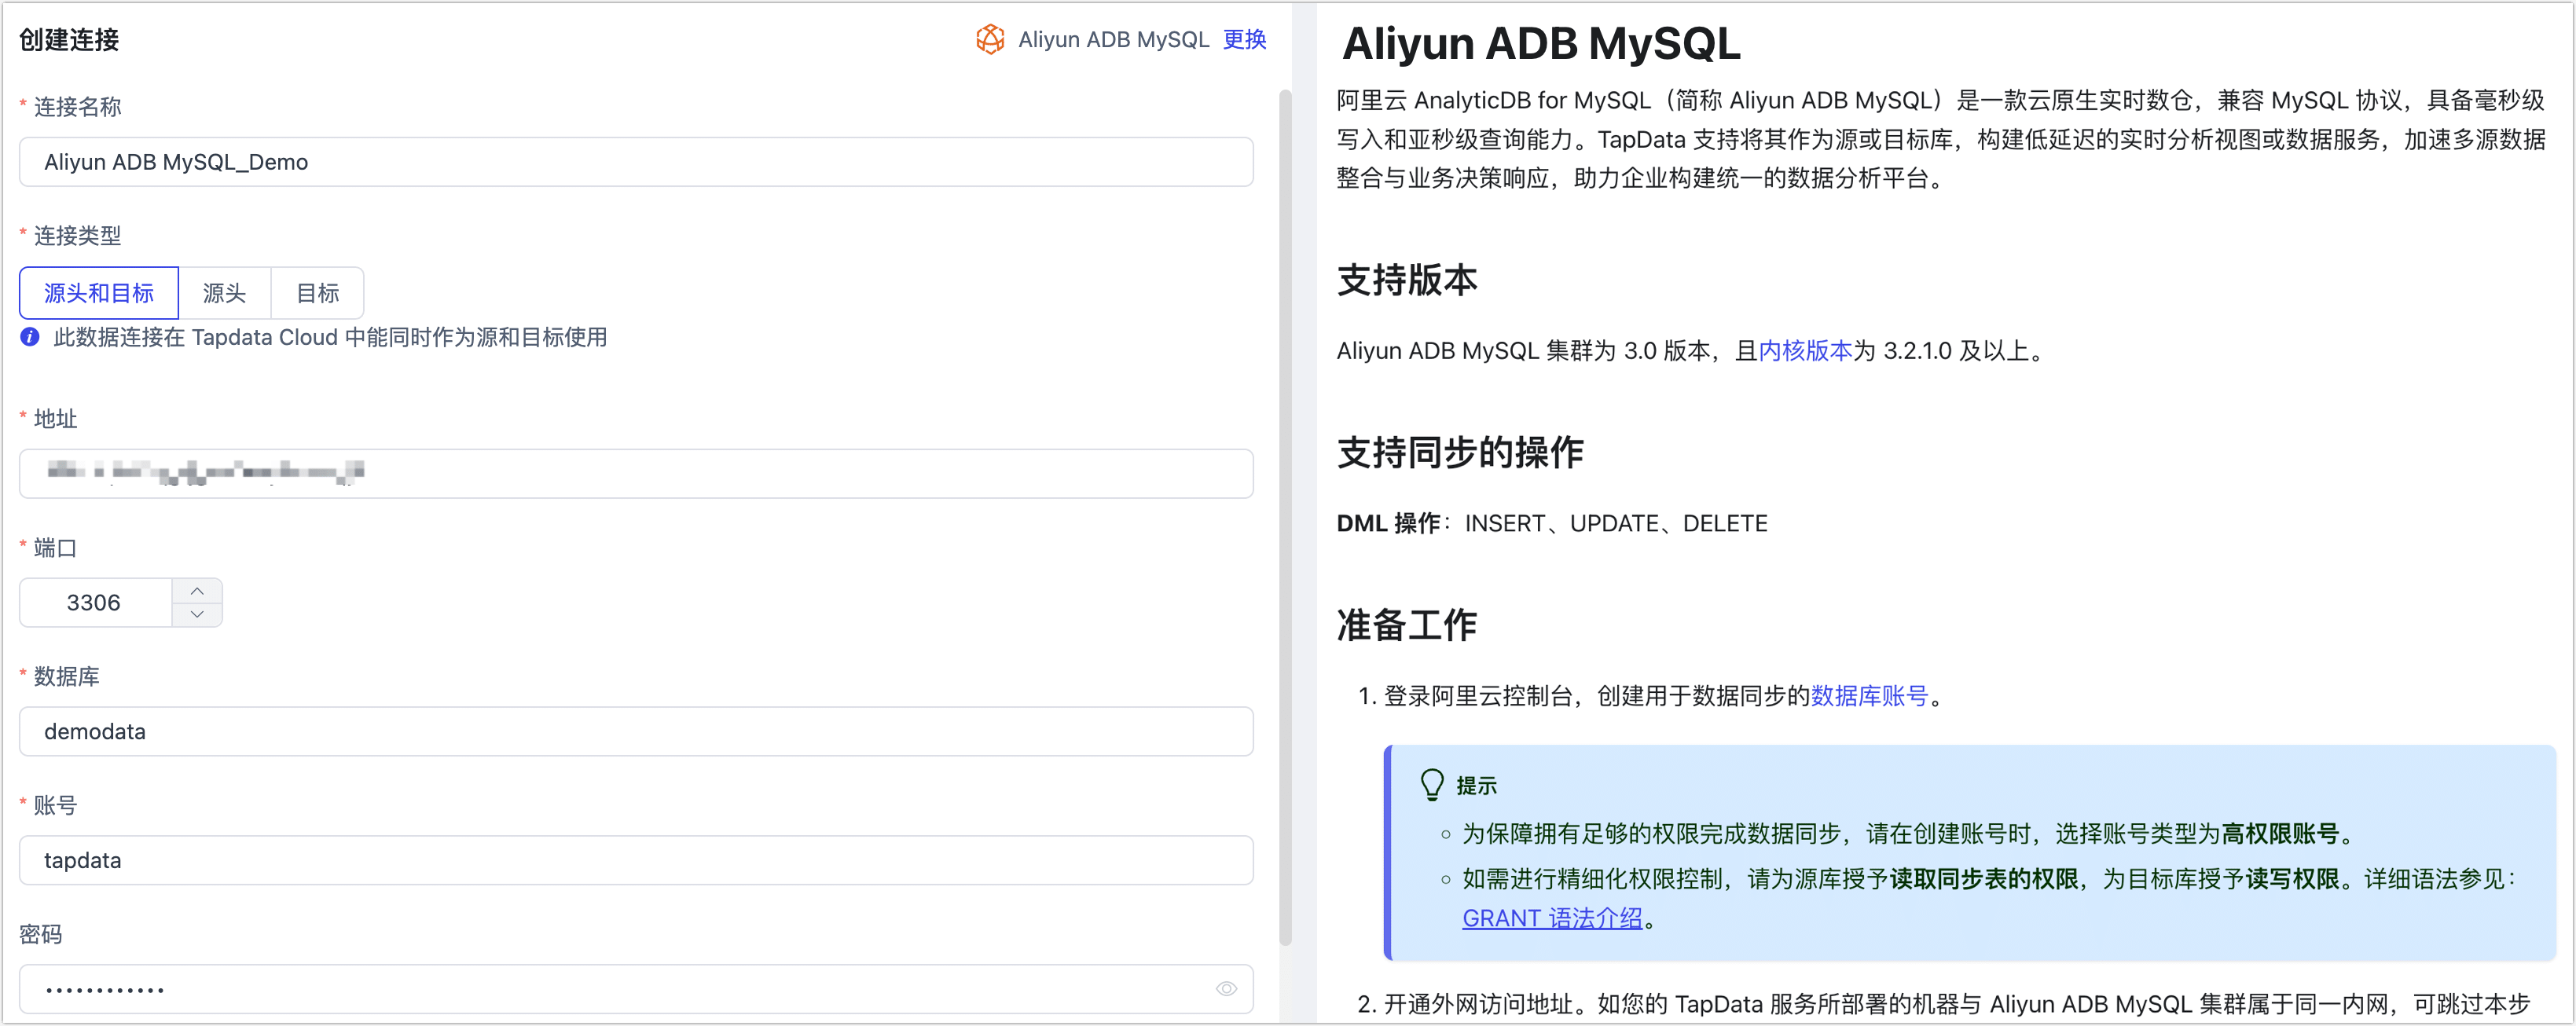 创建连接
Aliyun ADB MySQL 更换
* 连接名称
Aliyun ADB MySQL_Demo
* 连接类型
源头和目标 源头 目标
此数据连接在 Tapdata Cloud 中能同时作为源和目标使用
* 地址
* 端口
3306
* 数据库
demodata
* 账号
tapdata
密码
••••••••••••
Aliyun ADB MySQL
阿里云 AnalyticDB for MySQL（简称 Aliyun ADB MySQL）是一款云原生实时数仓，兼容 MySQL 协议，具备毫秒级
写入和亚秒级查询能力。TapData 支持将其作为源或目标库，构建低延迟的实时分析视图或数据服务，加速多源数据
整合与业务决策响应，助力企业构建统一的数据分析平台。
支持版本
Aliyun ADB MySQL 集群为 3.0 版本，且内核版本为 3.2.1.0 及以上。
支持同步的操作
DML 操作：INSERT、UPDATE、DELETE
准备工作
1. 登录阿里云控制台，创建用于数据同步的数据库账号。
提示
为保障拥有足够的权限完成数据同步，请在创建账号时，选择账号类型为高权限账号。
如需进行精细化权限控制，请为源库授予读取同步表的权限，为目标库授予读写权限。详细语法参见：
GRANT 语法介绍。
2. 开通外网访问地址。如您的 TapData 服务所部署的机器与 Aliyun ADB MySQL 集群属于同一内网，可跳过本步